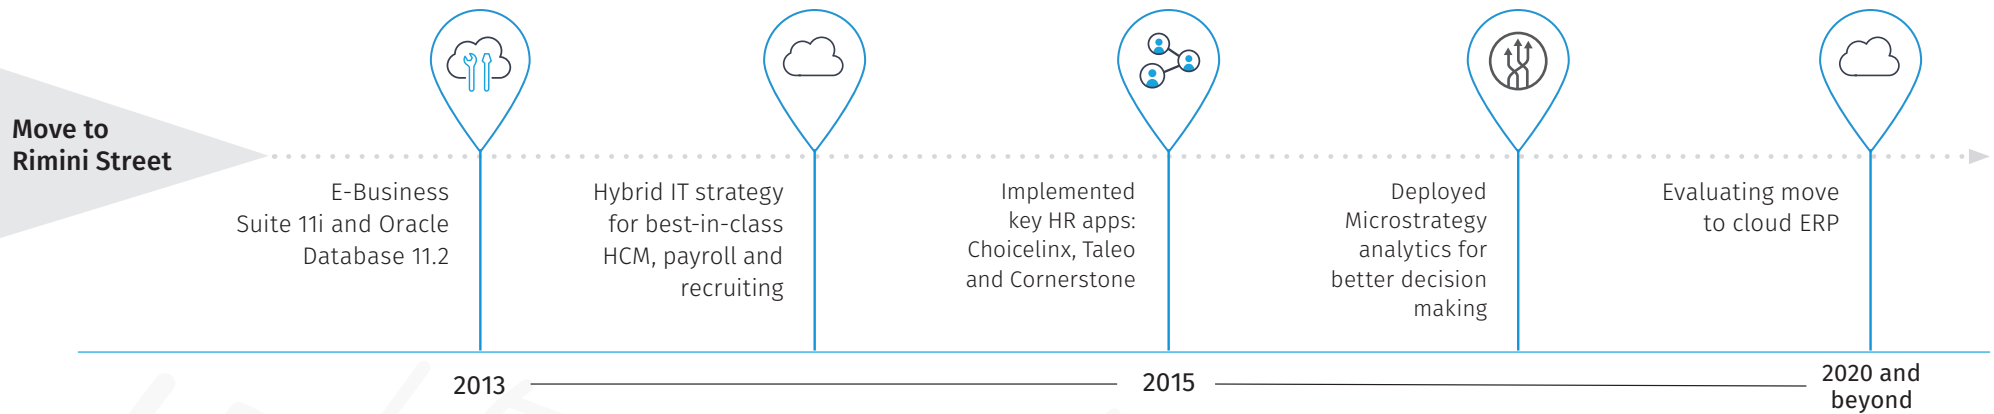 Move to
Rimini Street
E-Business
Suite 11i and Oracle
Database 11.2
Hybrid IT strategy
for best-in-class
HCM, payroll and
recruiting
Implemented
key HR apps:
Choicelinx, Taleo
and Cornerstone
Deployed
Microstrategy
analytics for
better decision
making
Evaluating move
to cloud ERP
2013
2015
2020 and
beyond